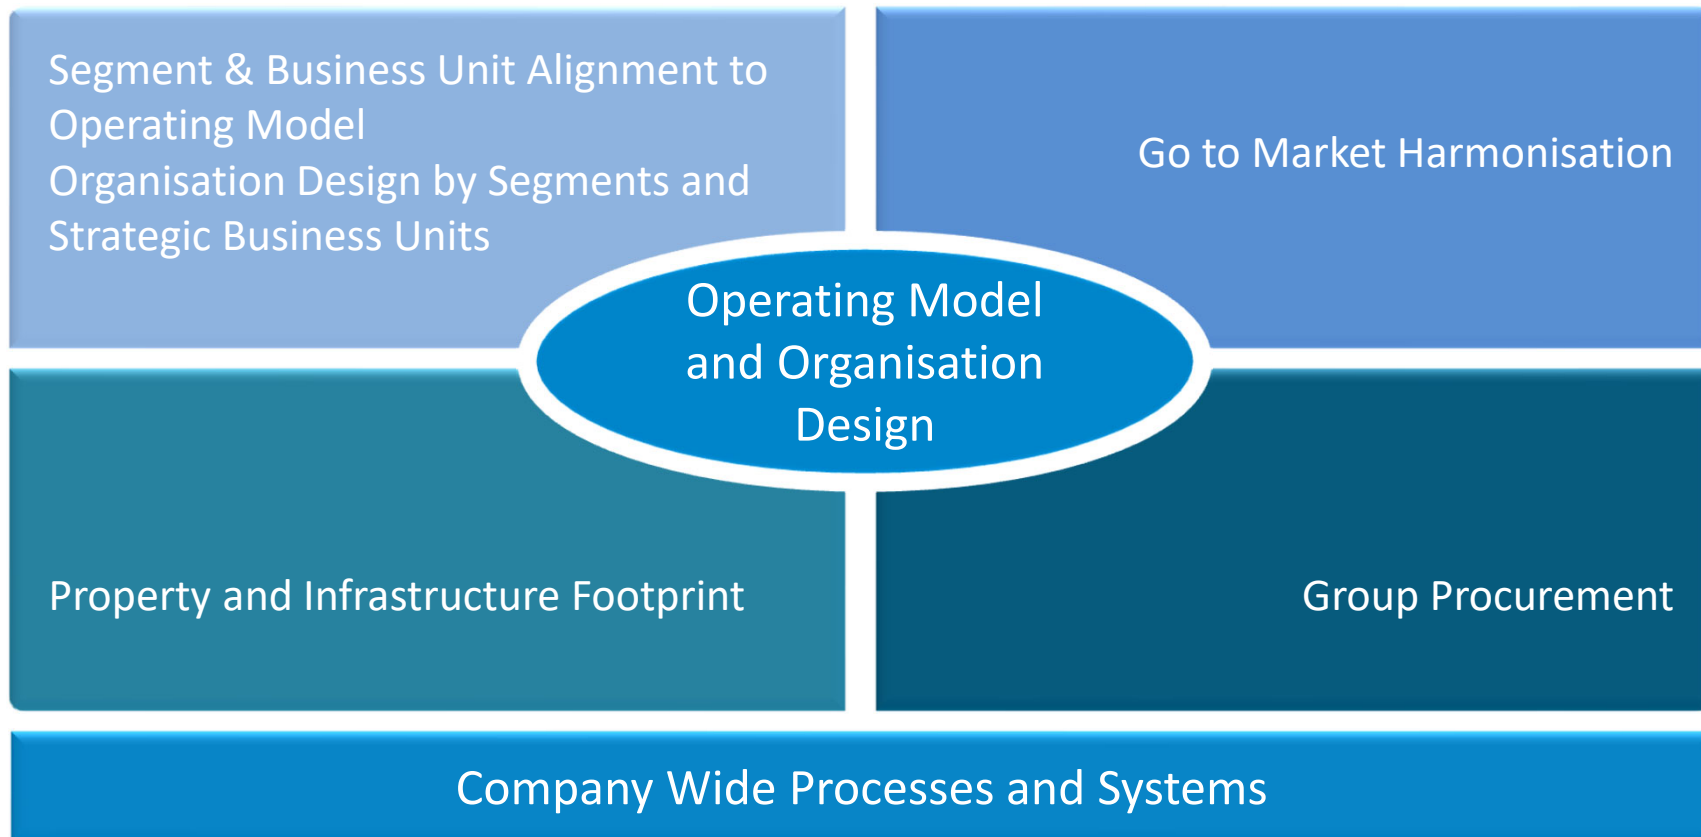 Segment & Business Unit Alignment to
Operating Model
Organisation Design by Segments and
Strategic Business Units
Go to Market Harmonisation
Operating Model
and Organisation
Design
Property and Infrastructure Footprint
Group Procurement
Company Wide Processes and Systems